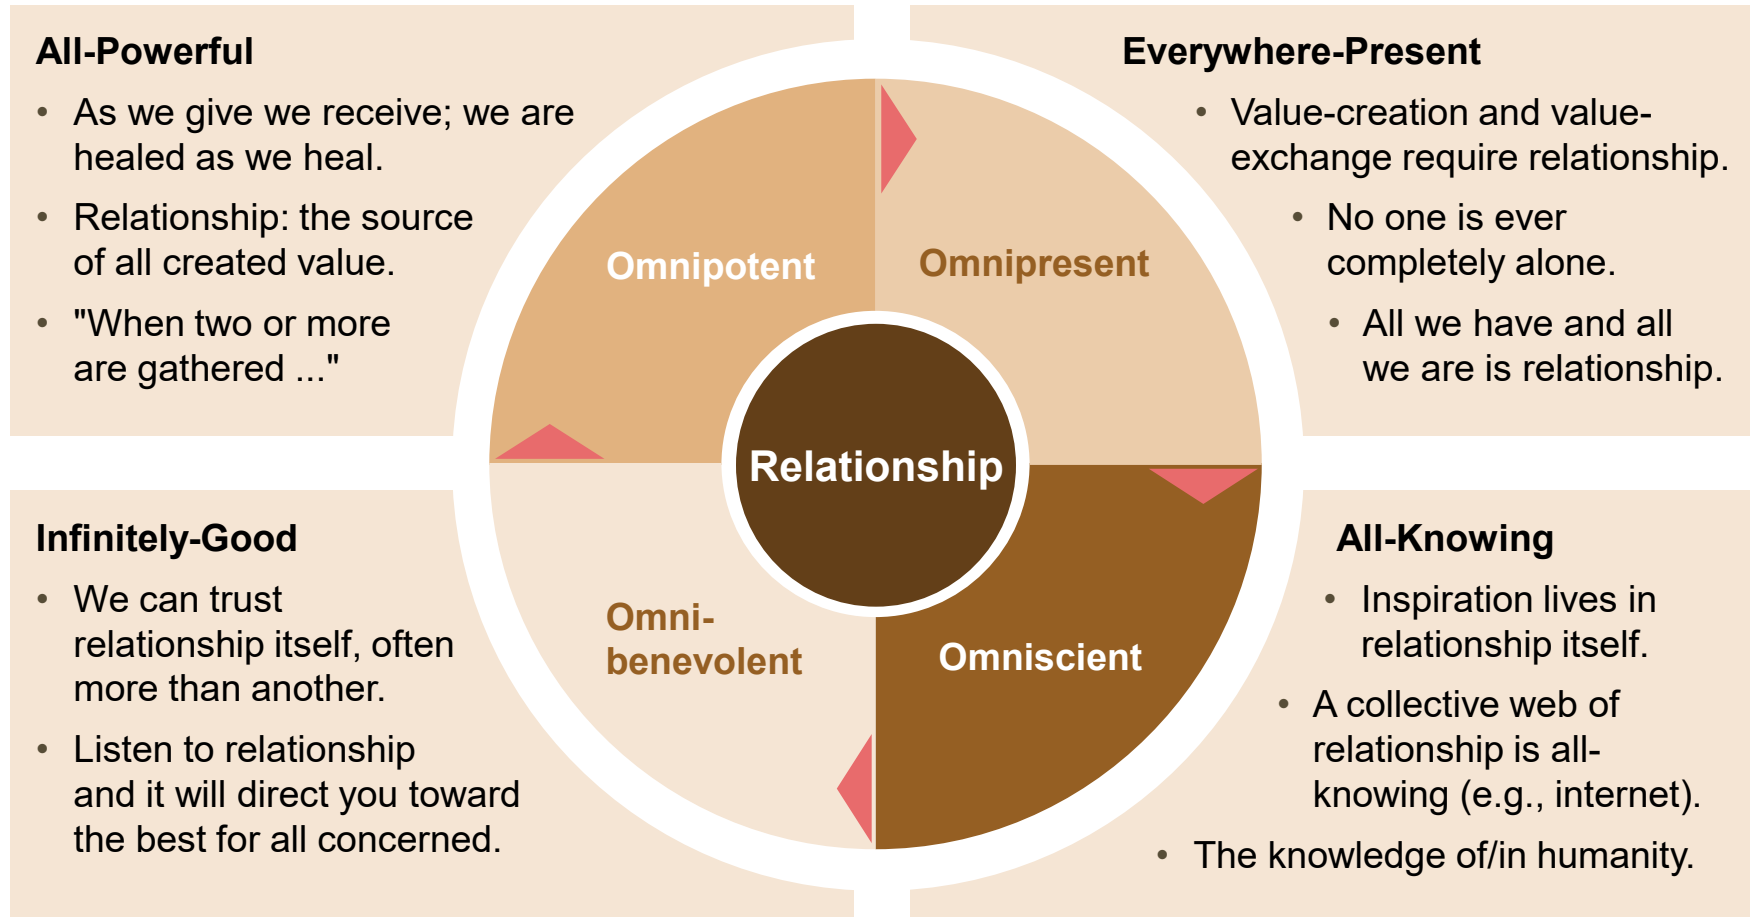 All-Powerful
• As we give we receive; we are
healed as we heal.
• Relationship: the source
of all created value.
• "When two or more
are gathered ..."
Everywhere-Present
• Value-creation and value-
exchange require relationship.
• No one is ever
completely alone.
• All we have and all
we are is relationship.
Omnipotent
Omnipresent
Relationship
Omni-
benevolent
Omniscient
Infinitely-Good
• We can trust
relationship itself, often
more than another.
• Listen to relationship
and it will direct you toward
the best for all concerned.
All-Knowing
• Inspiration lives in
relationship itself.
• A collective web of
relationship is all-
knowing (e.g., internet).
• The knowledge of/in humanity.